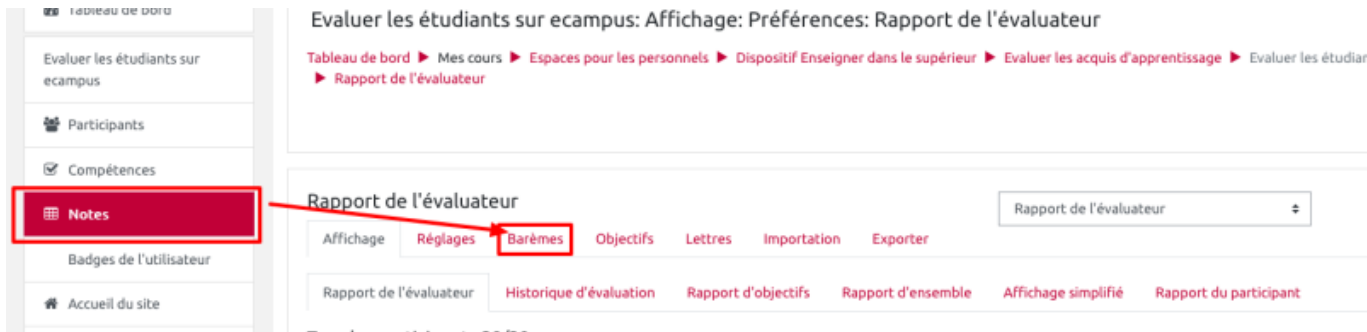 Tableau de bord
Evaluer les étudiants sur
ecampus
Participants
Compétences
Notes
Badges de l'utilisateur
Accueil du site
Evaluer les étudiants sur ecampus: Affichage: Préférences: Rapport de l'évaluateur
Tableau de bord ▶ Mes cours ▶ Espaces pour les personnels ▶ Dispositif Enseigner dans le supérieur ▶ Evaluer les acquis d'apprentissage ▶ Evaluer les étudiar
▶ Rapport de l'évaluateur
Rapport de l'évaluateur
Rapport de l'évaluateur
Affichage Réglages Barèmes Objectifs Lettres Importation Exporter
Rapport de l'évaluateur Historique d'évaluation Rapport d'objectifs Rapport d'ensemble Affichage simplifié Rapport du participant